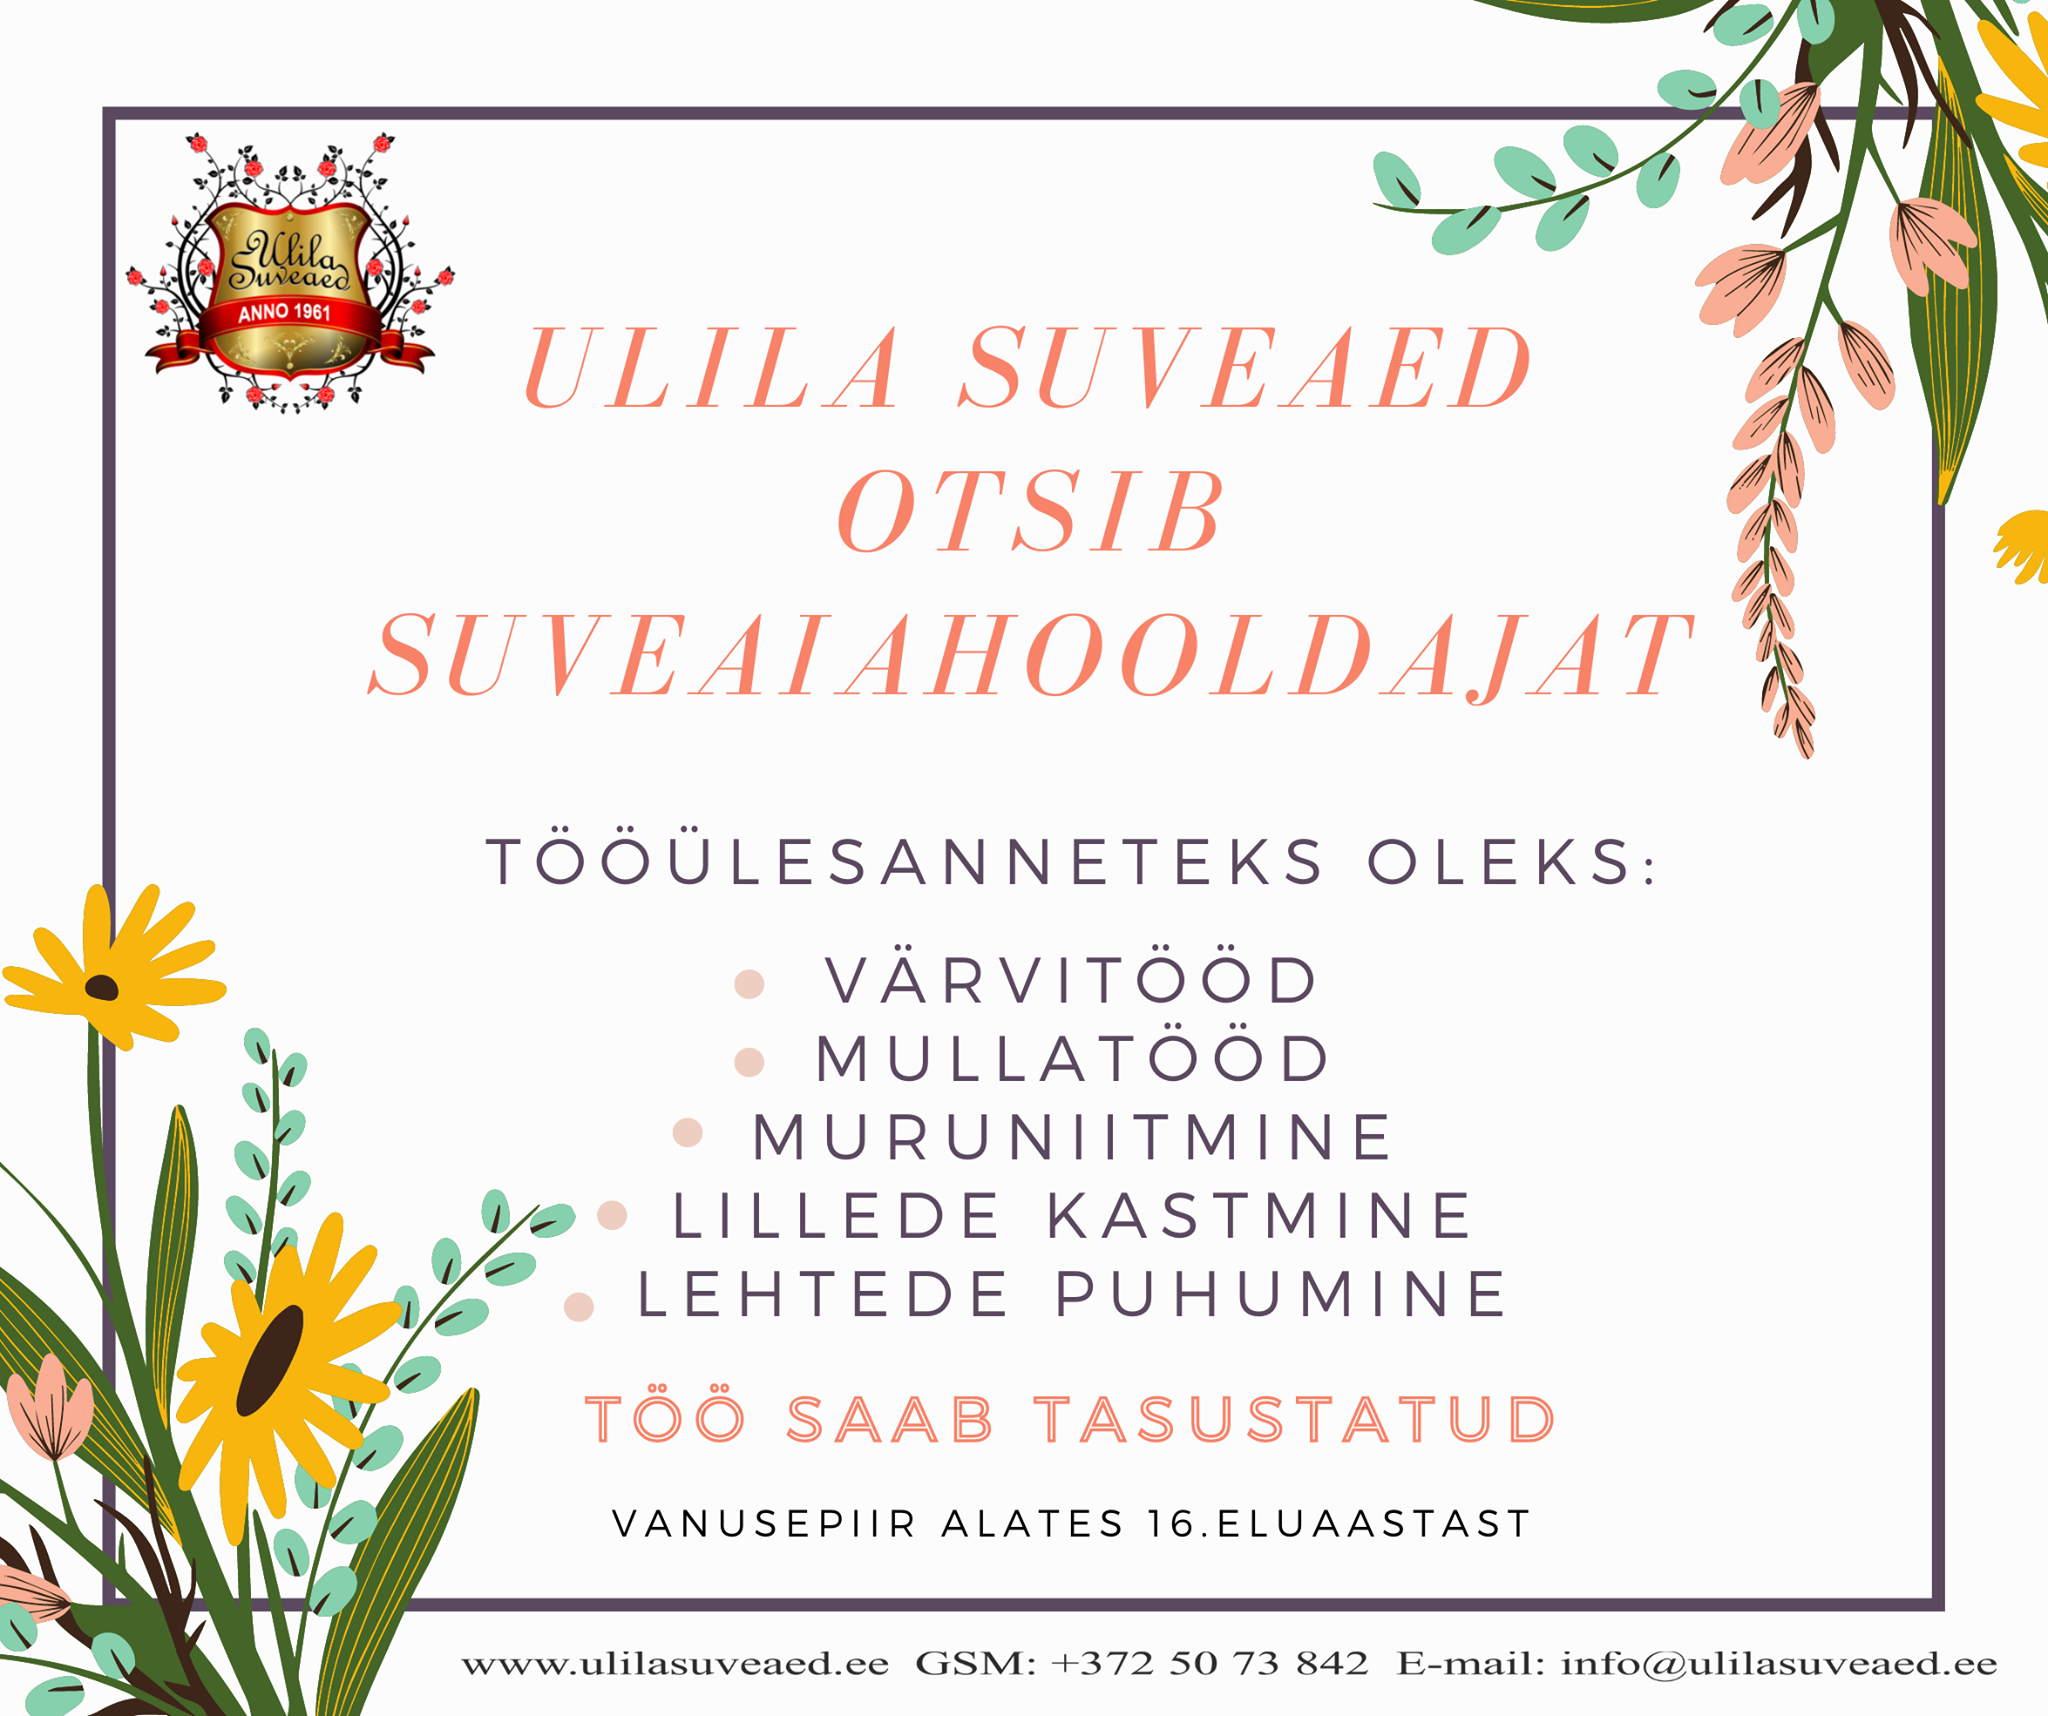 Ulila
Suveaed
ANNO 1961
ULILA SUVEAED
OTSIB
SUVEAIAHOOLDAJAT
TÖÖÜLESANNETEKS OLEKS:
VÄRVITÖÖD
MULLATÖÖD
MURUNIITMINE
LILLEDE KASTMINE
LEHTEDE PUHUMINE
TÖÖ SAAB TASUSTATUD
VANUSEPIIR ALATES 16.ELUAASTAST
www.ulilasuveaed.ee GSM: +372 50 73 842 E-mail: info@ulilasuveaed.ee